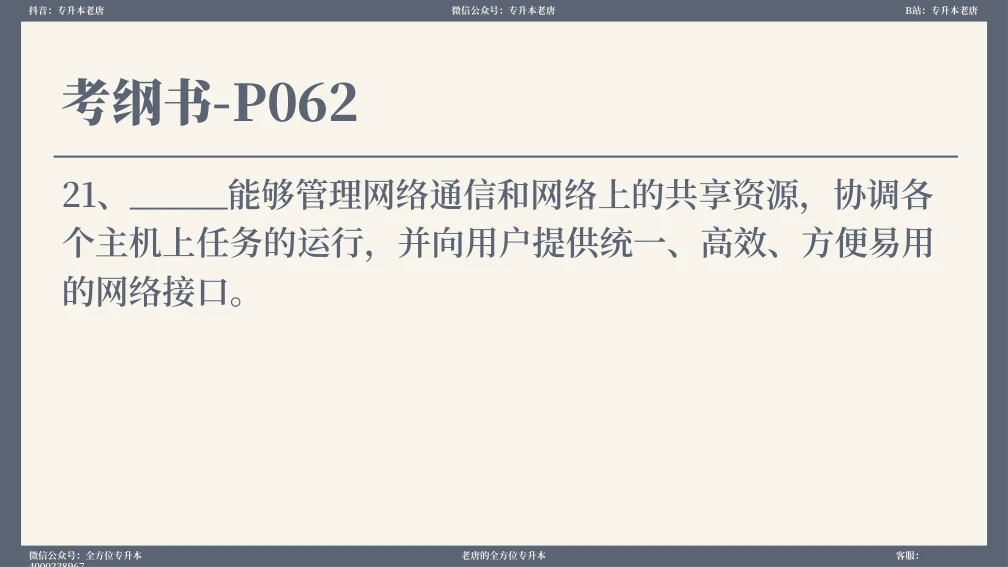 抖音：专升本老唐
微信公众号：专升本老唐
B站：专升本老唐
考纲书-P062
21、______能够管理网络通信和网络上的共享资源，协调各
个主机上任务的运行，并向用户提供统一、高效、方便易用
的网络接口。
微信公众号：全方位专升本
老唐的全方位专升本
客服：
4000238967